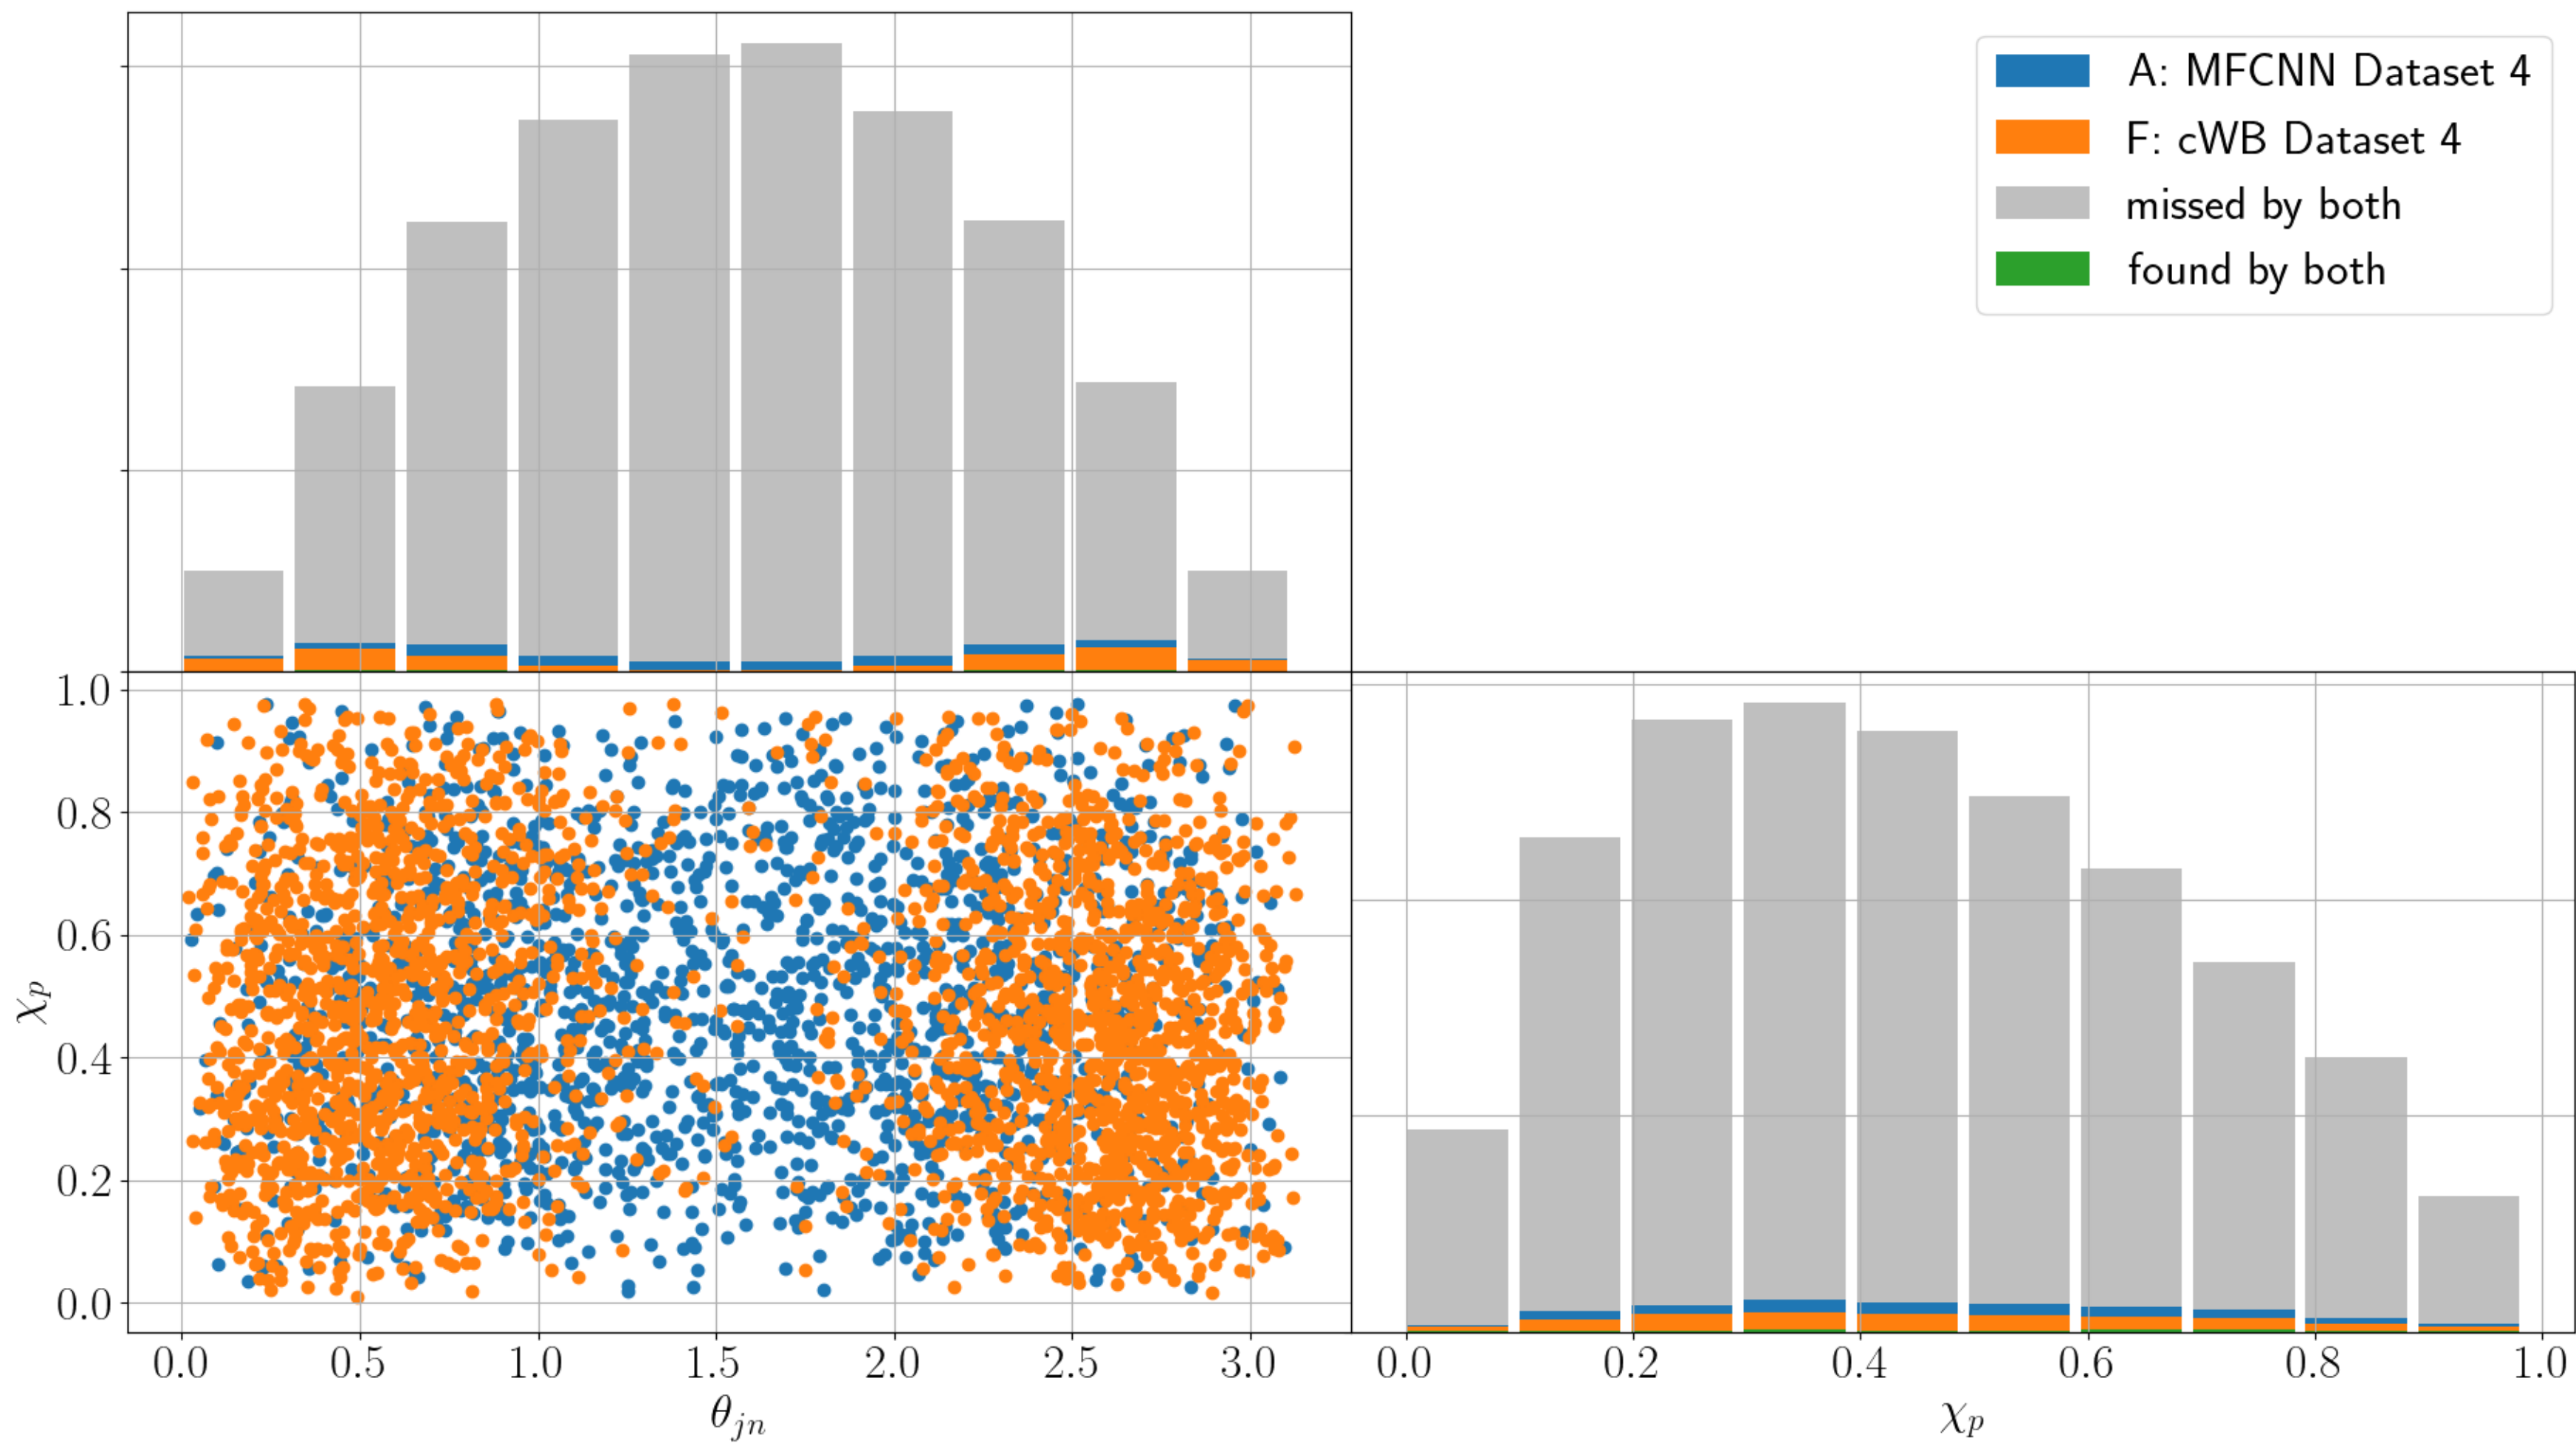 A: MFCNN Dataset 4
F: cWB Dataset 4
missed by both
found by both
1.0
0.8
0.6
0.4
0.2
0.0
χp
0.0 0.5 1.0 1.5 2.0 2.5 3.0
θjn
0.0 0.2 0.4 0.6 0.8 1.0
χp